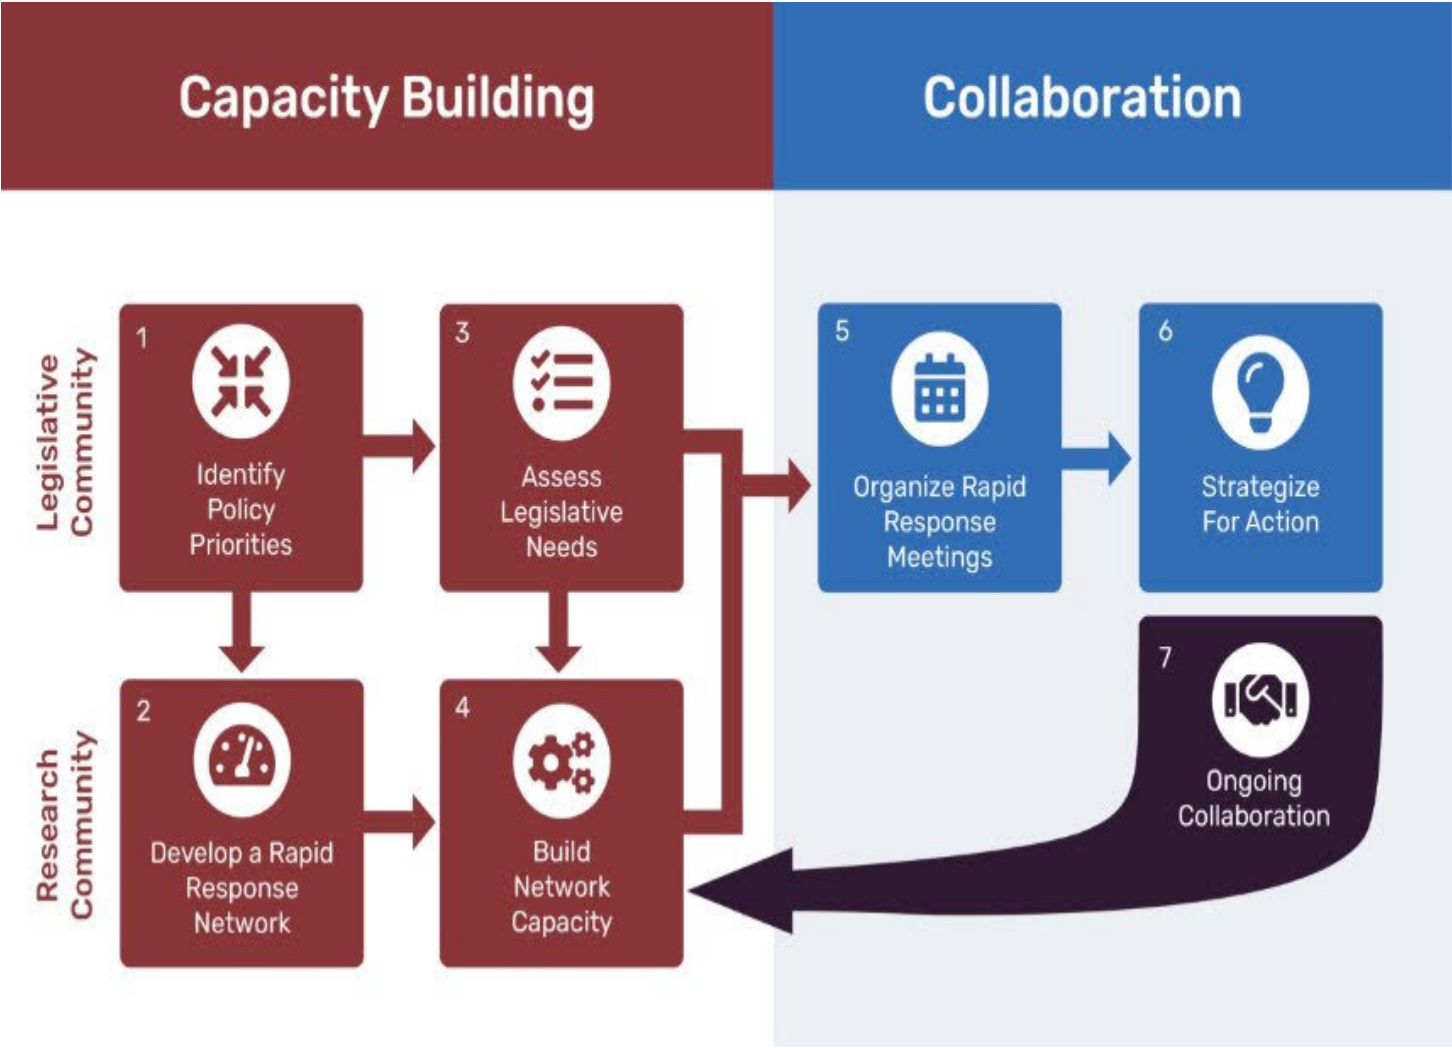 Capacity Building
Collaboration
Legislative
Community
1
Identify
Policy
Priorities
3
Assess
Legislative
Needs
5
Organize Rapid
Response
Meetings
6
Strategize
For Action
Research
Community
2
Develop a Rapid
Response
Network
4
Build
Network
Capacity
7
Ongoing
Collaboration